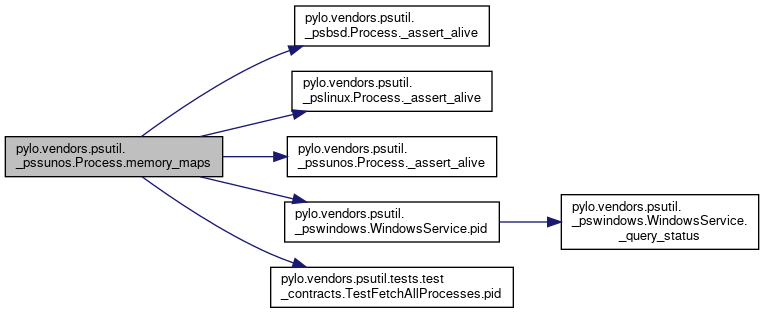 pylo.vendors.psutil.
_psbsd.Process._assert_alive
pylo.vendors.psutil.
_pslinux.Process._assert_alive
pylo.vendors.psutil.
_pssunos.Process.memory_maps
pylo.vendors.psutil.
_pssunos.Process._assert_alive
pylo.vendors.psutil.
_pswindows.WindowsService.pid
pylo.vendors.psutil.
_pswindows.WindowsService.
_query_status
pylo.vendors.psutil.tests.test
_contracts.TestFetchAllProcesses.pid